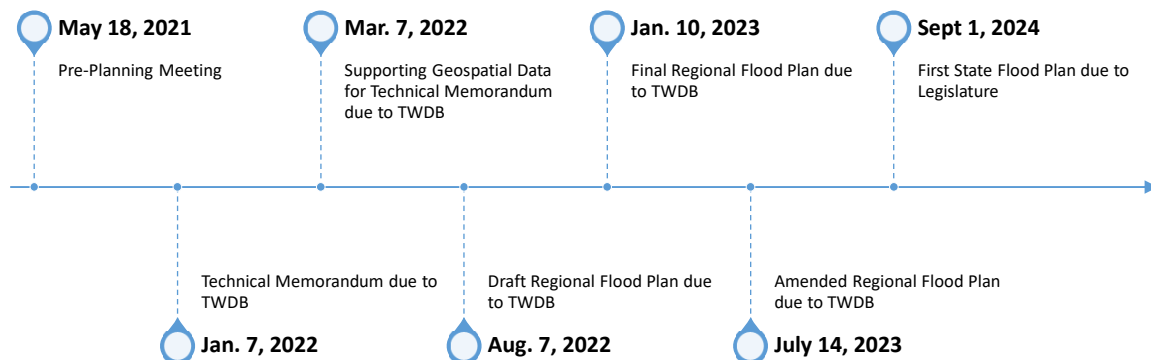 May 18, 2021
Pre-Planning Meeting
Mar. 7, 2022
Supporting Geospatial Data
for Technical Memorandum
due to TWDB
Jan. 10, 2023
Final Regional Flood Plan due
to TWDB
Sept 1, 2024
First State Flood Plan due to
Legislature
Technical Memorandum due to
TWDB
Jan. 7, 2022
Draft Regional Flood Plan due
to TWDB
Aug. 7, 2022
Amended Regional Flood Plan
due to TWDB
July 14, 2023